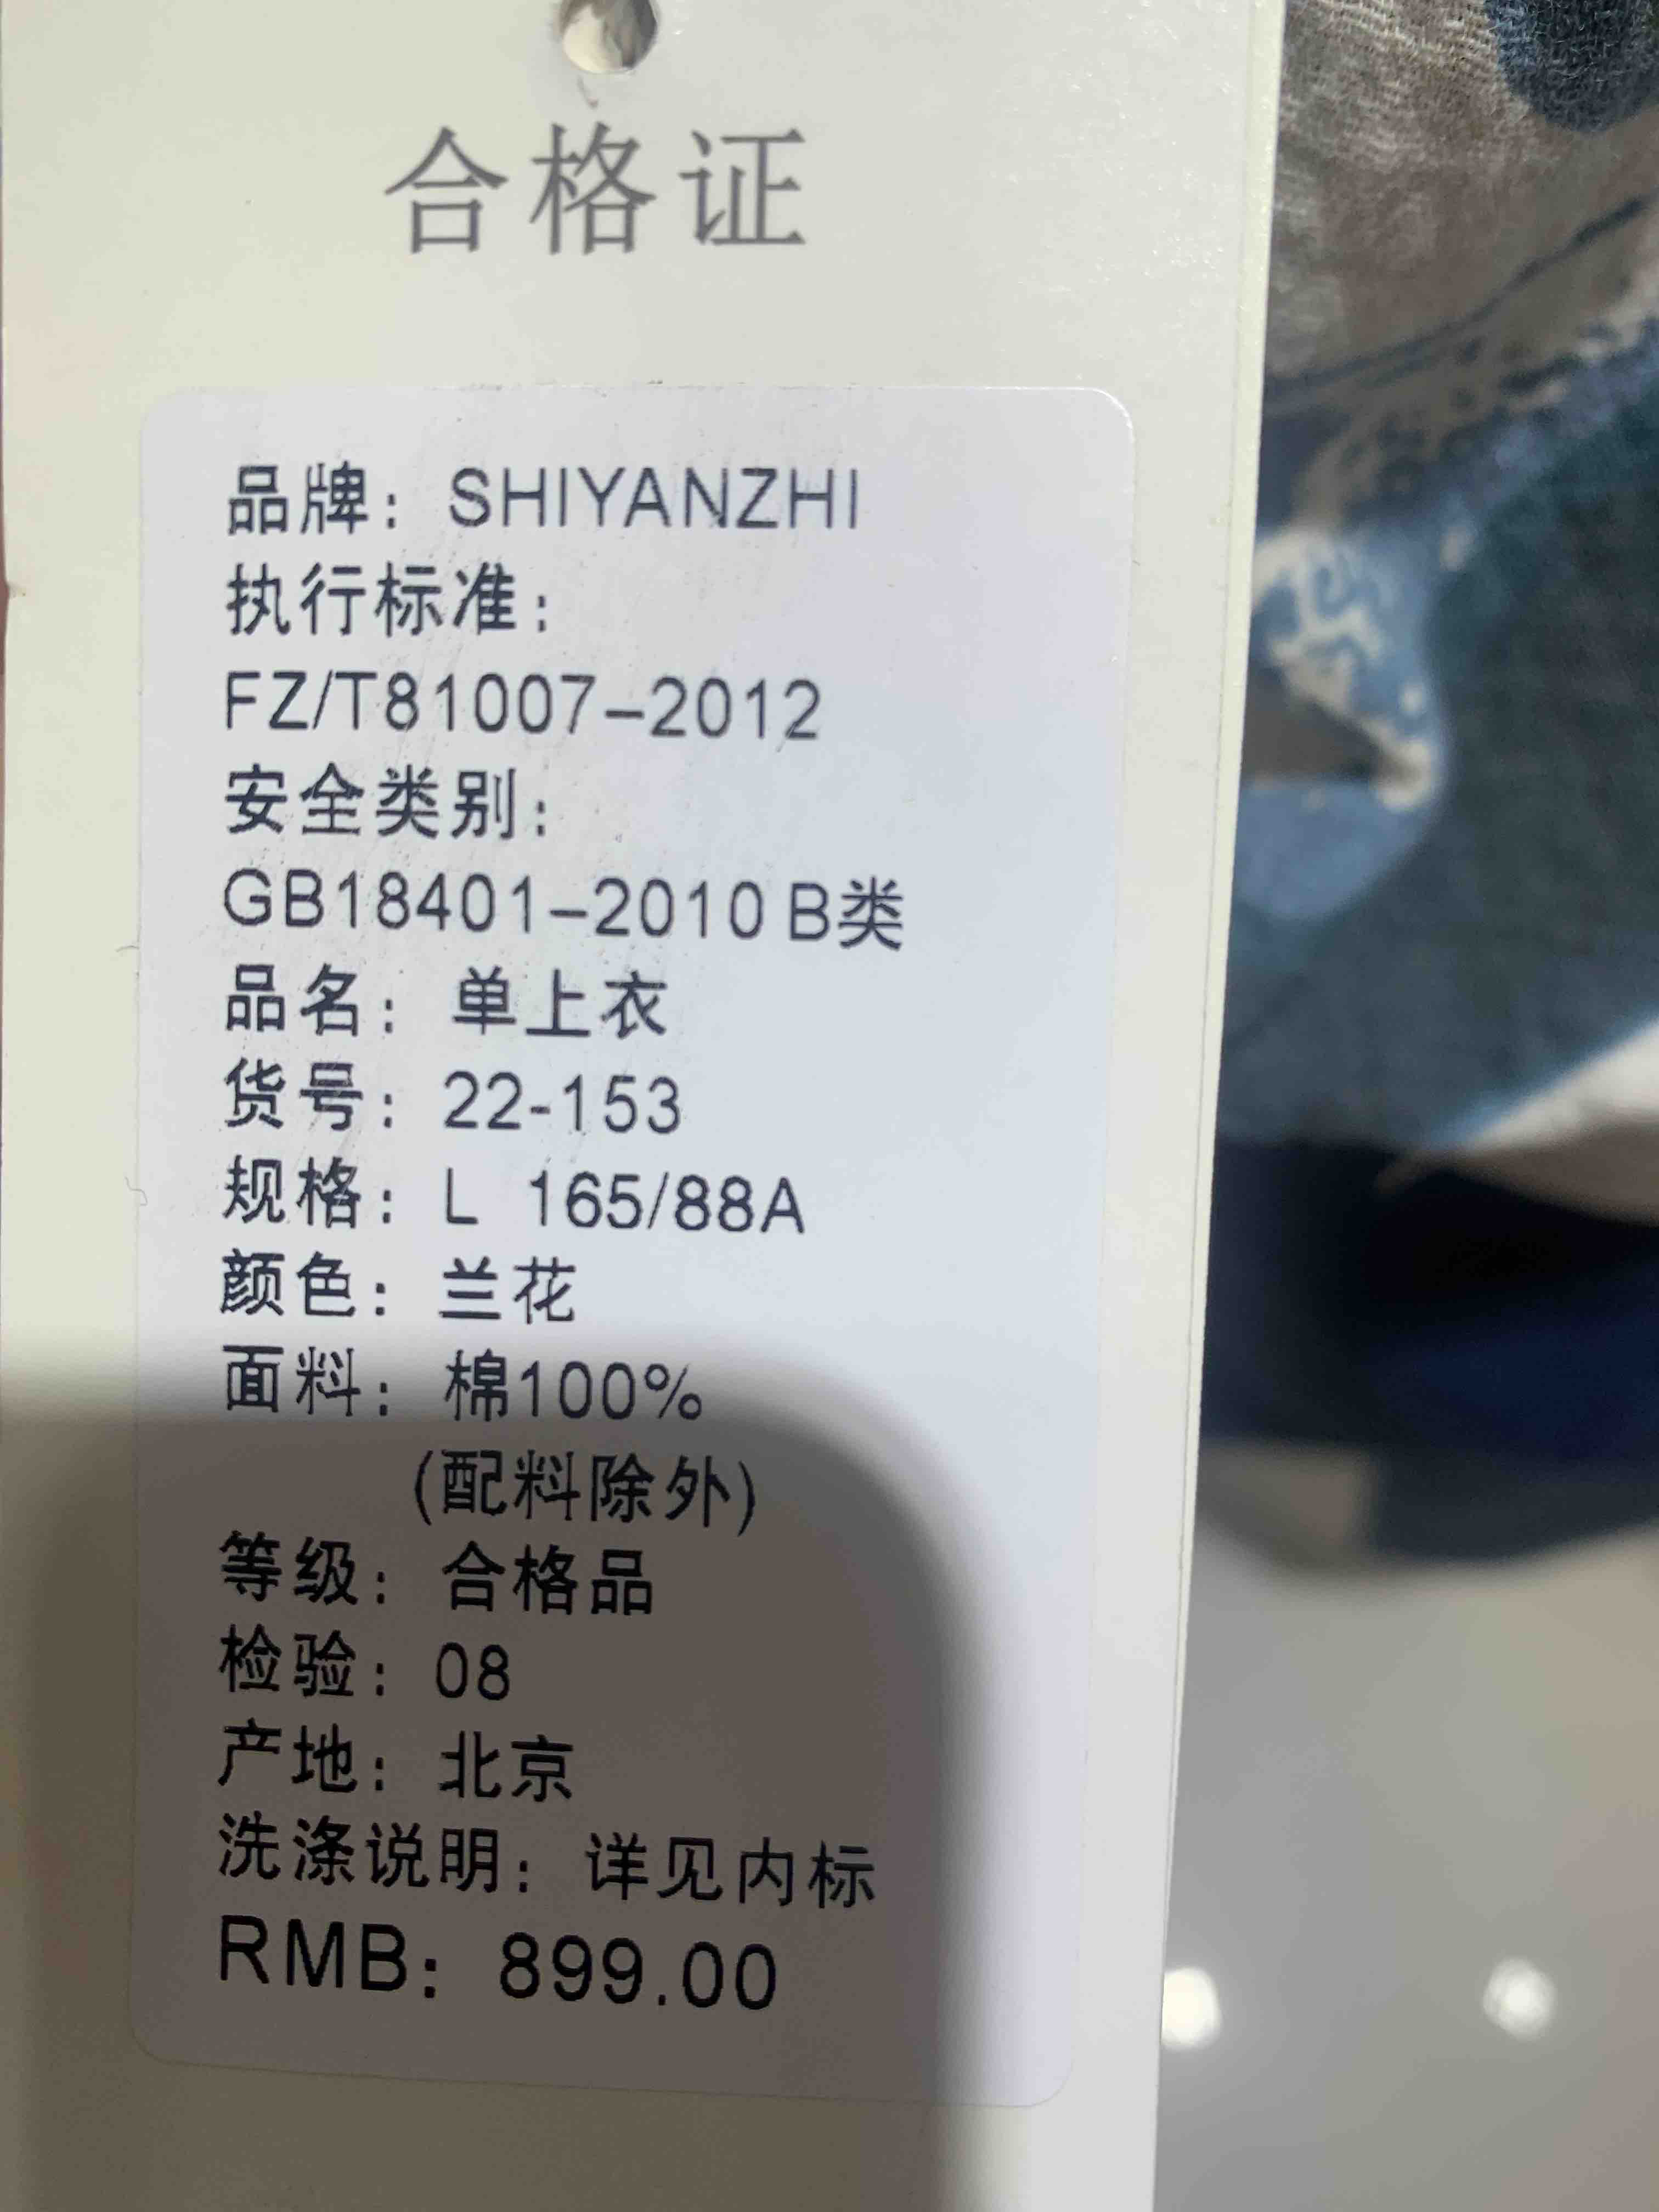 合格证
品牌：SHIYANZHI
执行标准：
FZ/T81007-2012
安全类别：
GB18401-2010 B类
品名：单上衣
货号：22-153
规格：L 165/88A
颜色：兰花
面料：棉100%
(配料除外)
等级：合格品
检验：08
产地：北京
洗涤说明：详见内标
RMB：899.00